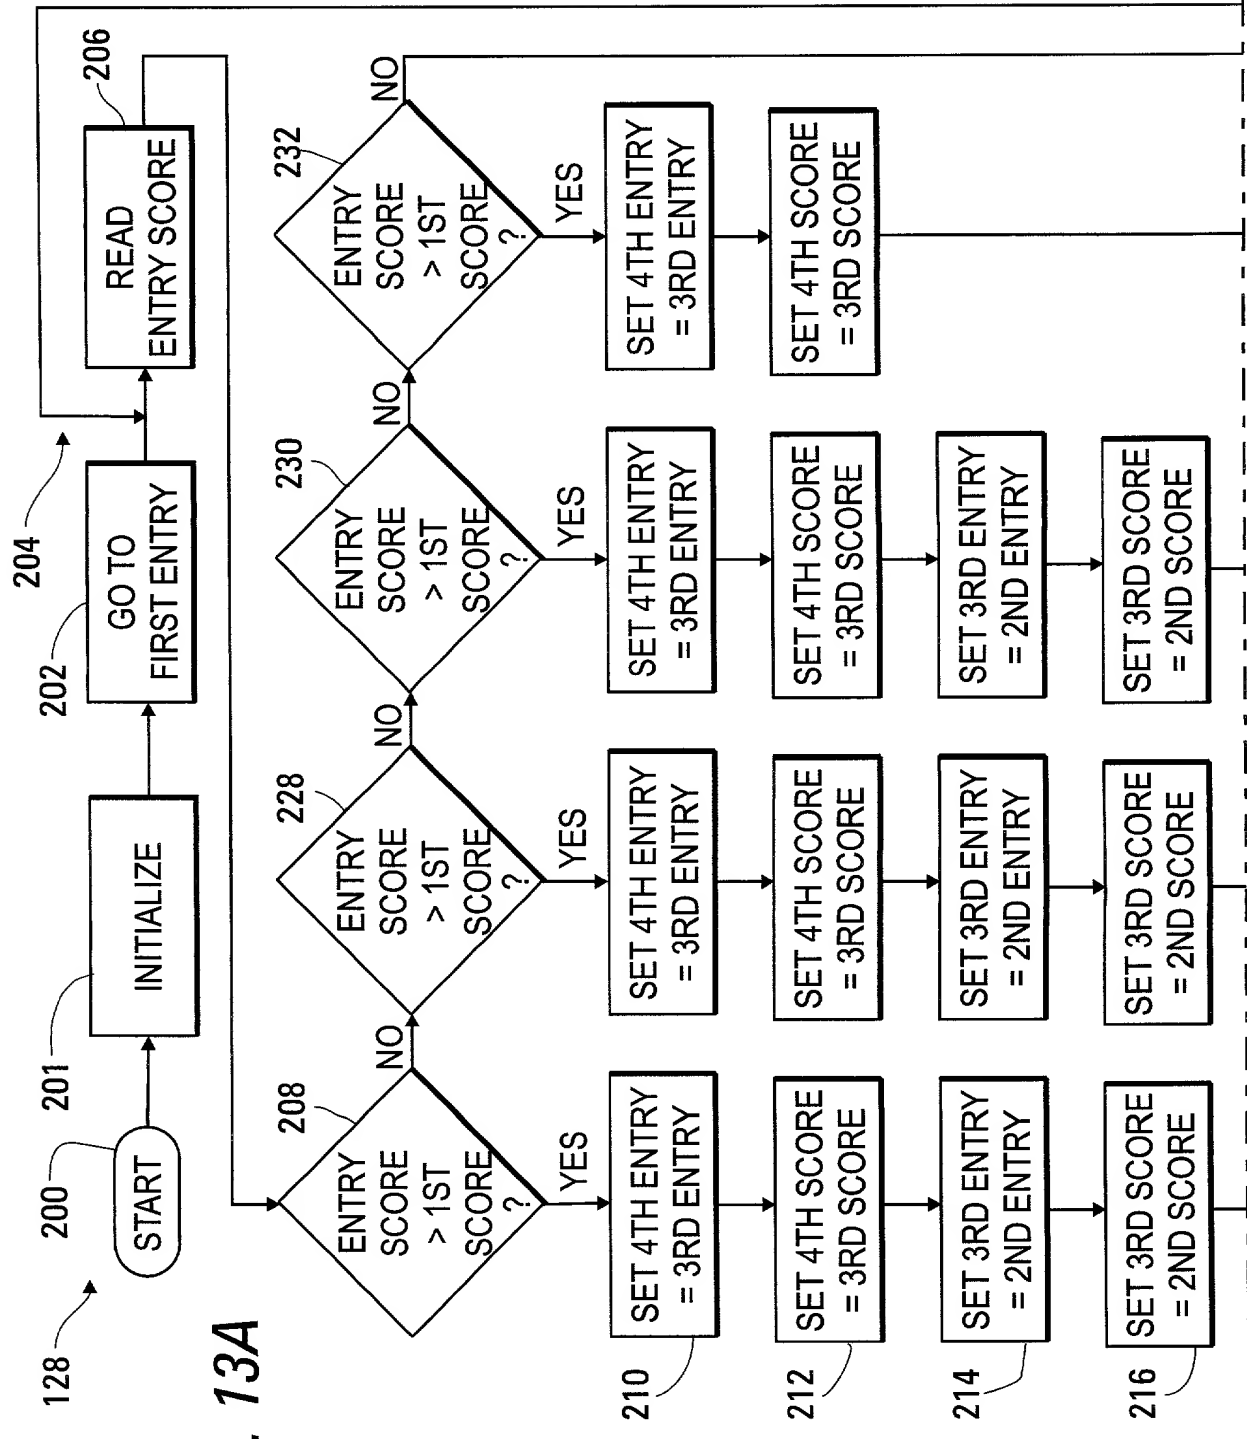 128
200
START
201
INITIALIZE
202
GO TO
FIRST ENTRY
204
206
READ
ENTRY SCORE
208
ENTRY
SCORE
> 1ST
SCORE
?
NO
YES
228
ENTRY
SCORE
> 1ST
SCORE
?
NO
YES
230
ENTRY
SCORE
> 1ST
SCORE
?
NO
YES
232
ENTRY
SCORE
> 1ST
SCORE
?
NO
YES
210
SET 4TH ENTRY
= 3RD ENTRY
SET 4TH ENTRY
= 3RD ENTRY
SET 4TH ENTRY
= 3RD ENTRY
SET 4TH ENTRY
= 3RD ENTRY
212
SET 4TH SCORE
= 3RD SCORE
SET 4TH SCORE
= 3RD SCORE
SET 4TH SCORE
= 3RD SCORE
SET 4TH SCORE
= 3RD SCORE
214
SET 3RD ENTRY
= 2ND ENTRY
SET 3RD ENTRY
= 2ND ENTRY
SET 3RD ENTRY
= 2ND ENTRY
216
SET 3RD SCORE
= 2ND SCORE
SET 3RD SCORE
= 2ND SCORE
SET 3RD SCORE
= 2ND SCORE
13A